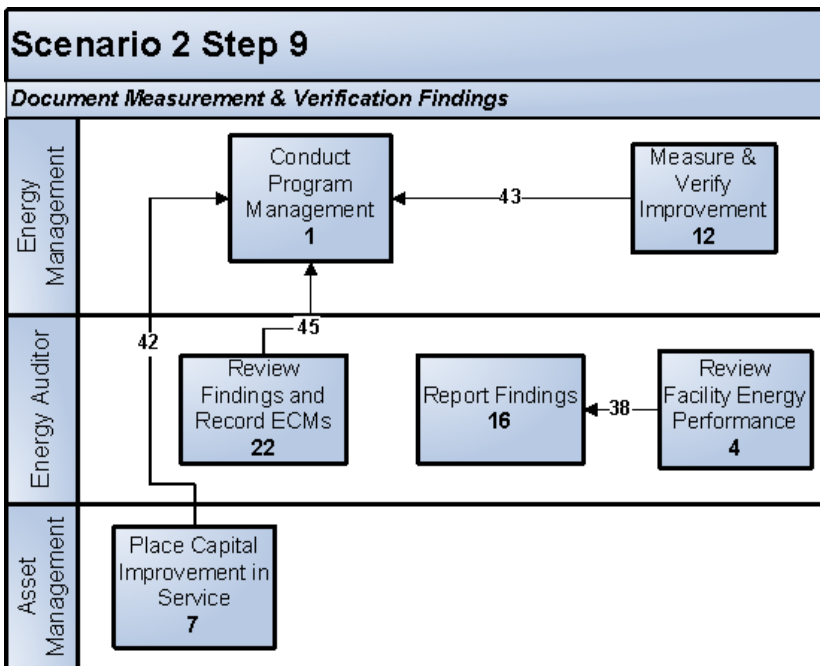 Scenario 2 Step 9
Document Measurement & Verification Findings
Energy
Management
Conduct
Program
Management
1
43
Measure &
Verify
Improvement
12
Energy Auditor
42
45
Review
Findings and
Record ECMs
22
Report Findings
16
38
Review
Facility Energy
Performance
4
Asset
Management
Place Capital
Improvement in
Service
7